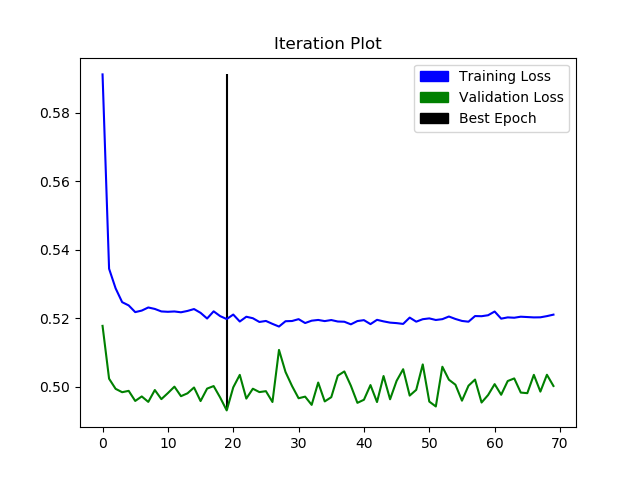 Iteration Plot
Training Loss
Validation Loss
Best Epoch
0.58
0.56
0.54
0.52
0.50
0 10 20 30 40 50 60 70